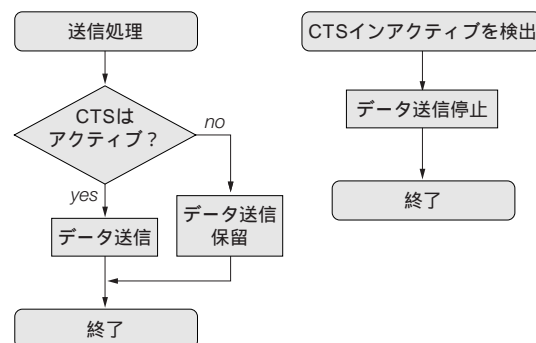 送信処理
CTSは
アクティブ？
no
yes
データ送信
データ送信
保留
終了
CTSインアクティブを検出
データ送信停止
終了